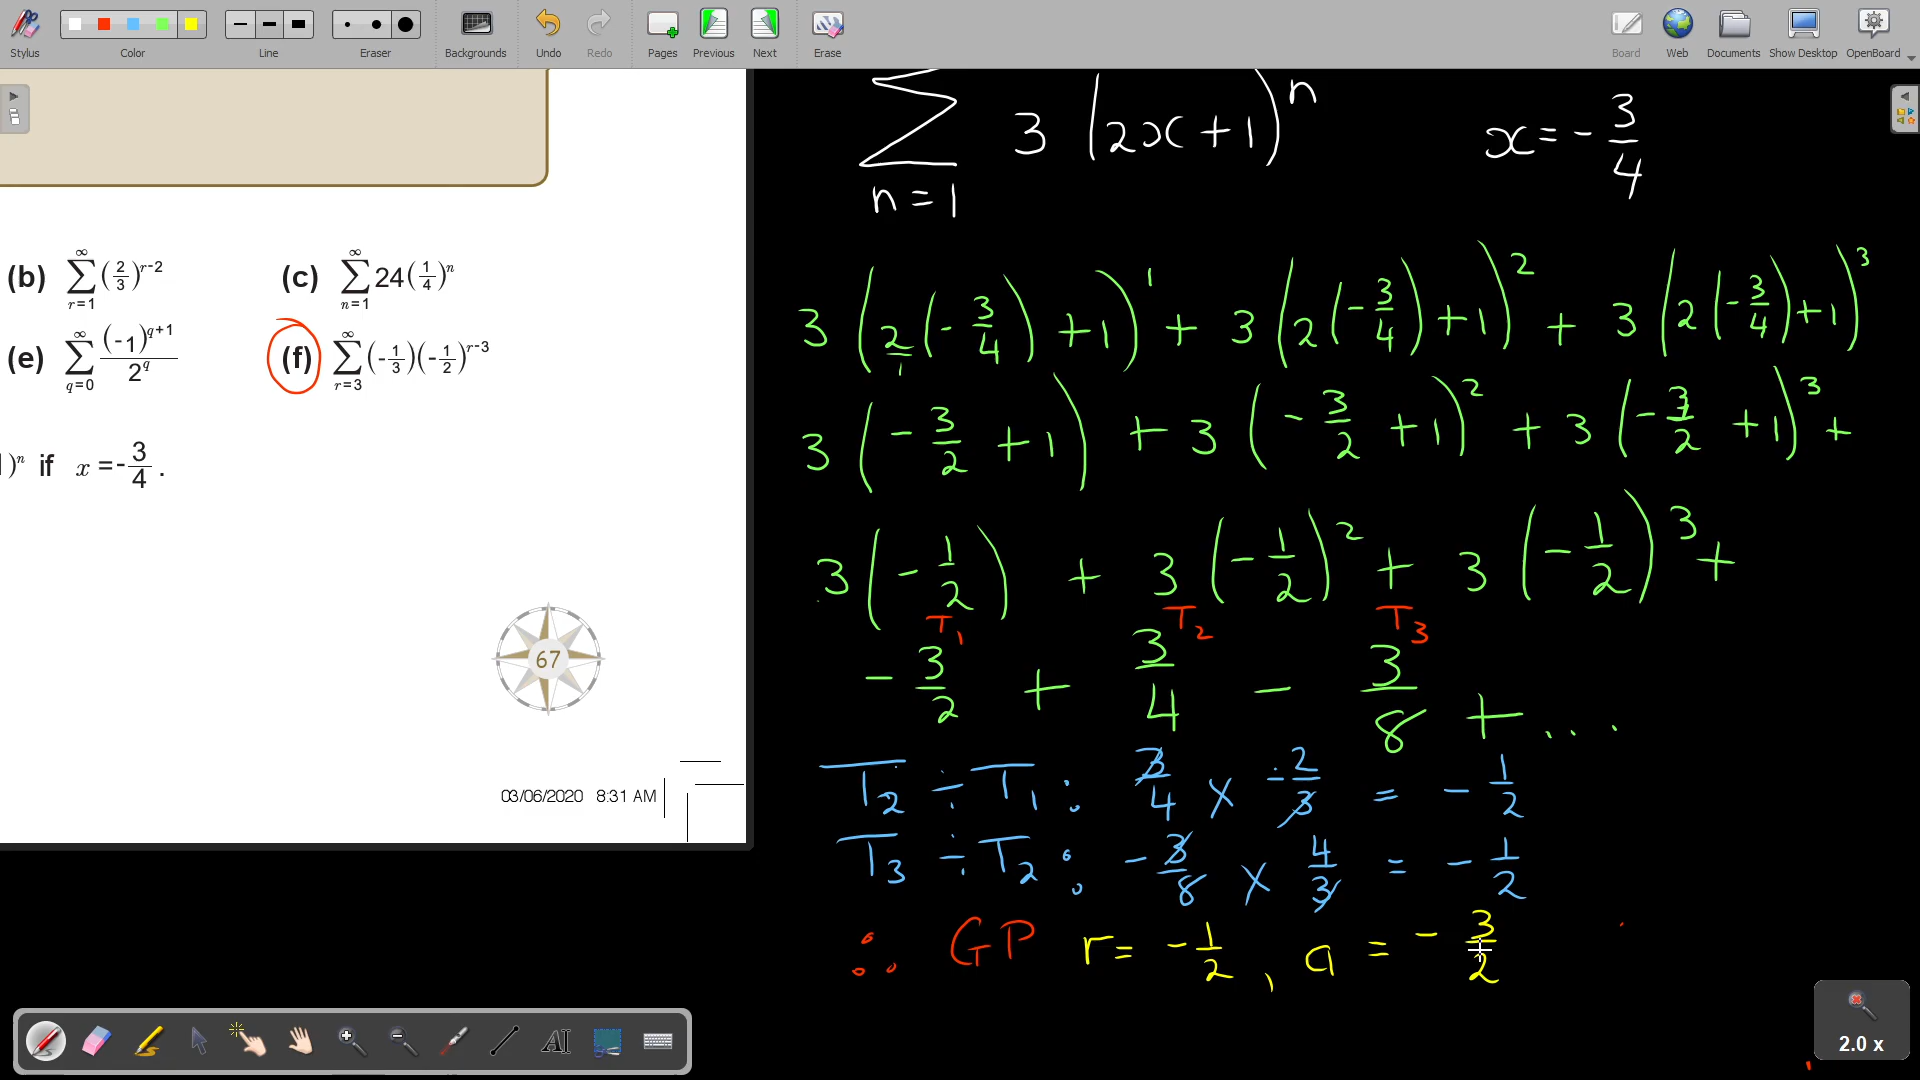 Stylus Color Line Eraser Backgrounds Undo Redo Pages Previous Next Erase Board Web Documents Show Desktop OpenBoard
∑ 3 (2x+1)^n x = -3/4
n=1
(b) ∑_{r=1}^{∞} (2/3)^{r-2} (c) ∑_{n=1}^{∞} 24(1/4)^n
(e) ∑_{q=0}^{∞} (-1)^{q+1}/2^q (f) ∑_{r=3}^{∞} (-1/3)(-1/2)^{r-3}
)^n if x = -3/4 .
67
03/06/2020 8:31 AM
3 (2/1(-3/4)+1)^1 + 3 (2(-3/4)+1)^2 + 3 (2(-3/4)+1)^3
3 (-3/2 +1) + 3 (-3/2 +1)^2 + 3 (-3/2 +1)^3 +
3 (-1/2) + 3 (-1/2)^2 + 3 (-1/2)^3 +
T1 T2 T3
-3/2 + 3/4 - 3/8 + ....
T2 ÷ T1 : 3/4 × -2/3 = -1/2
T3 ÷ T2 : -3/8 × 4/3 = -1/2
∴ GP r = -1/2 , a = -3/2
2.0 x